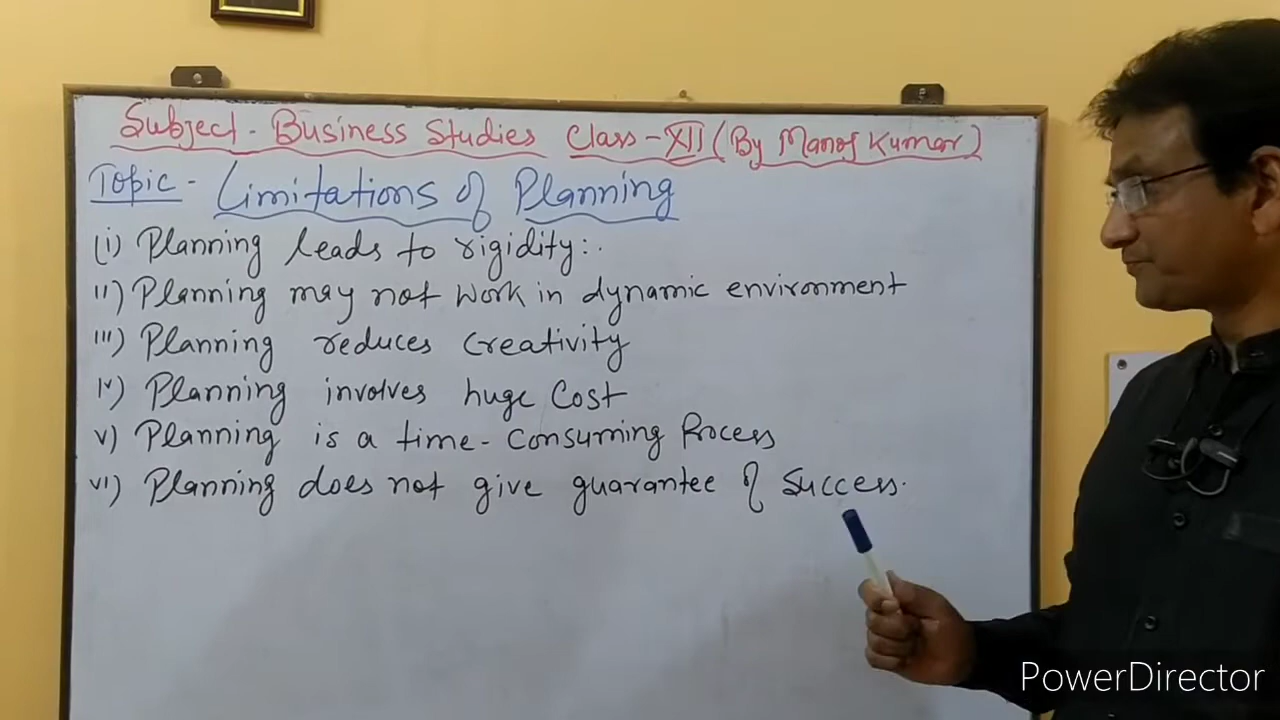 Subject - Business Studies Class - XII (By Manoj Kumar)
Topic - Limitations of Planning
(i) Planning leads to rigidity:.
ii) Planning may not work in dynamic environment
iii) Planning reduces Creativity
iv) Planning involves huge Cost
v) Planning is a time - Consuming Process
vi) Planning does not give guarantee of Success.
PowerDirector